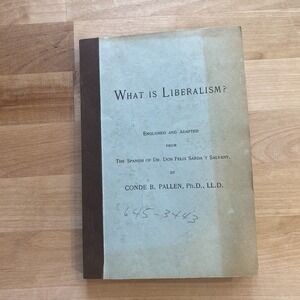 WHAT IS LIBERALISM?
ENGLISHED AND ADAPTED
FROM
THE SPANISH OF DR. DON FELIX SARDA Y SALVANY,
BY
CONDE B. PALLEN, PH.D., LL.D.
645-3443